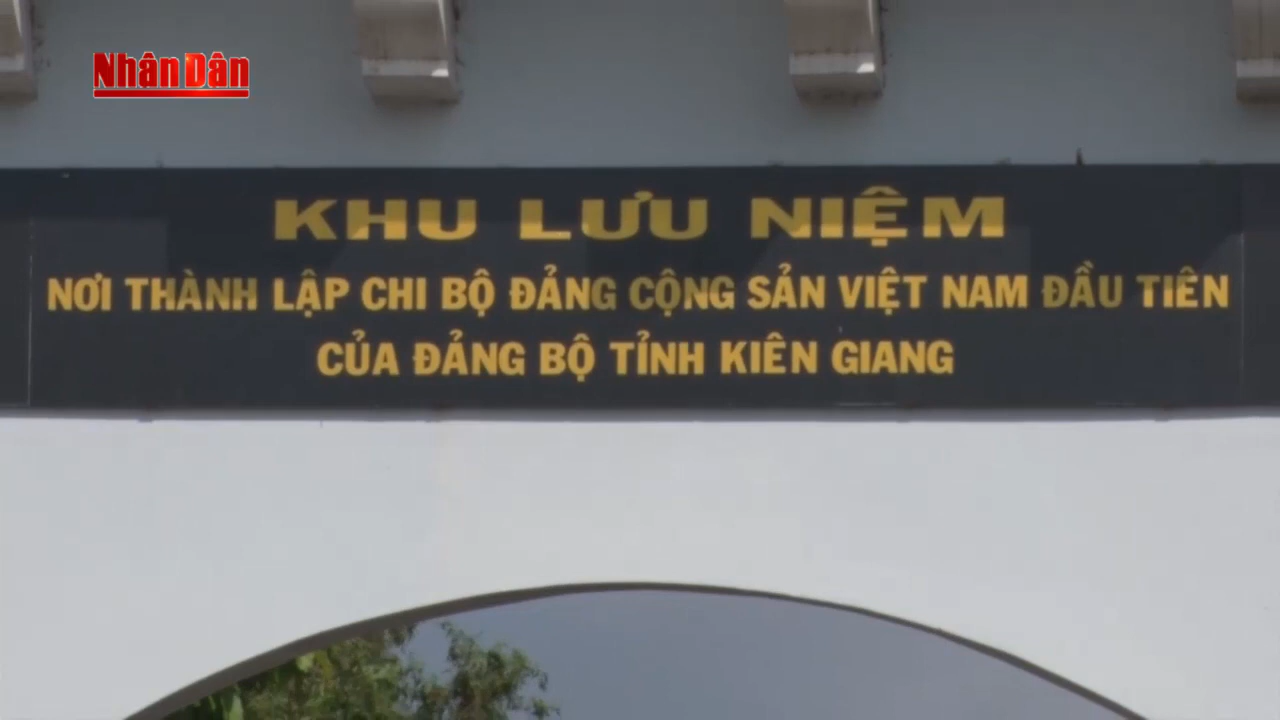 Nhân Dân
KHU LƯU NIỆM
NƠI THÀNH LẬP CHI BỘ ĐẢNG CỘNG SẢN VIỆT NAM ĐẦU TIÊN
CỦA ĐẢNG BỘ TỈNH KIÊN GIANG